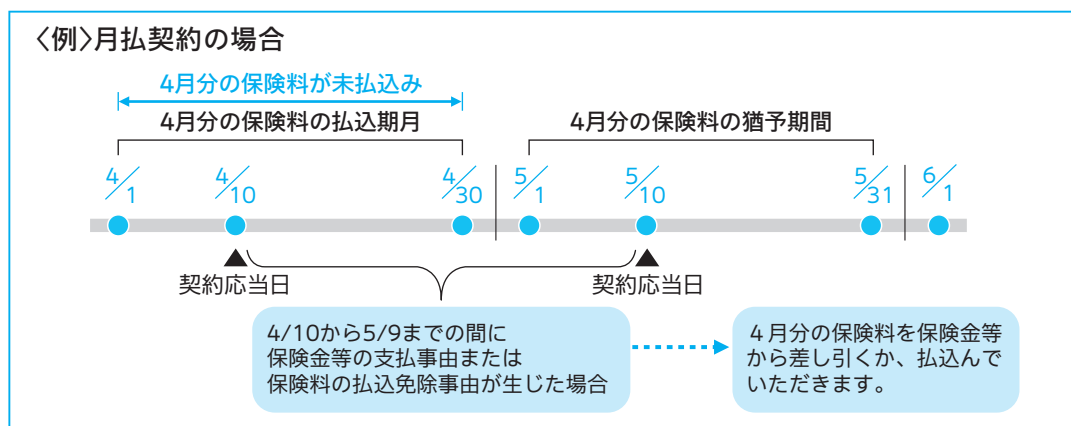 〈例〉月払契約の場合
4月分の保険料が未払込み
4月分の保険料の払込期月
4月分の保険料の猶予期間
4/1
4/10
4/30
5/1
5/10
5/31
6/1
契約応当日
契約応当日
4/10から5/9までの間に
保険金等の支払事由または
保険料の払込免除事由が生じた場合
4月分の保険料を保険金等
から差し引くか、払込んで
いただきます。